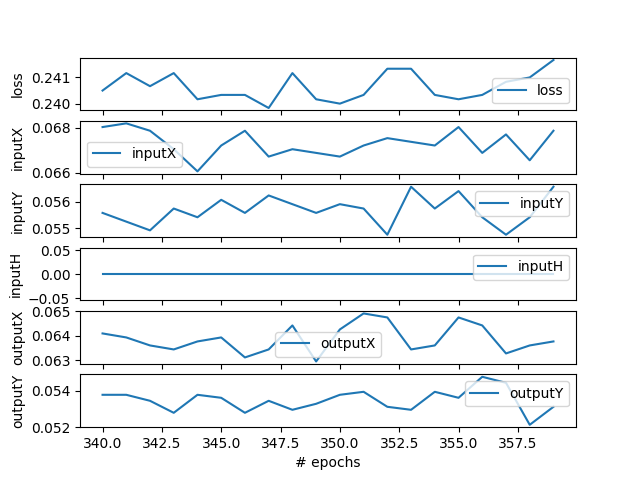 loss
0.241
0.240
loss
inputX
0.068
0.066
inputX
inputY
0.056
0.055
inputY
inputH
0.05
0.00
−0.05
inputH
outputX
0.065
0.064
0.063
outputX
outputY
0.054
0.052
outputY
340.0 342.5 345.0 347.5 350.0 352.5 355.0 357.5
# epochs